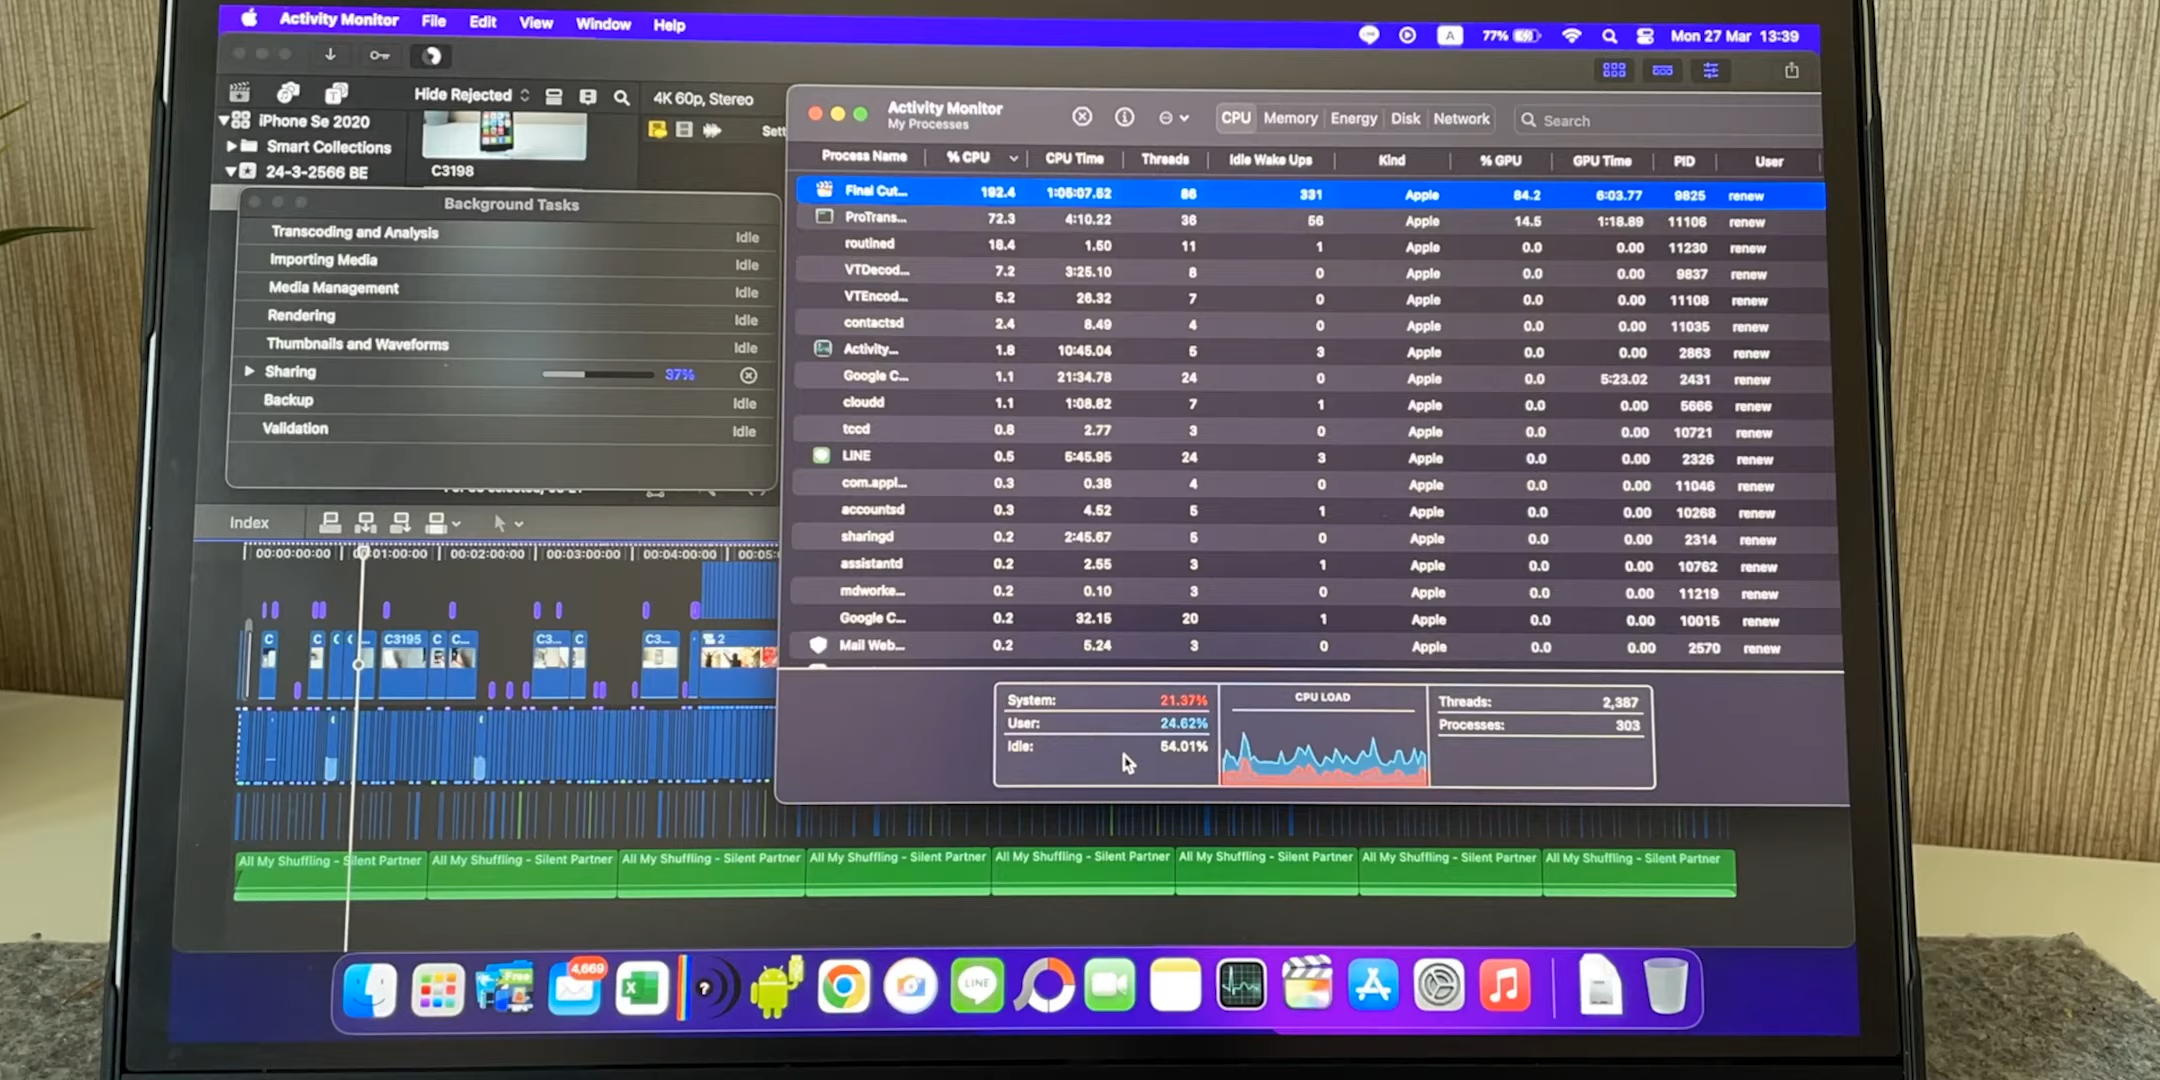 Activity Monitor File Edit View Window Help
A 77% Mon 27 Mar 13:39
Hide Rejected
4K 60p, Stereo
iPhone Se 2020
Smart Collections
24-3-2566 BE
C3198
Background Tasks
Transcoding and Analysis Idle
Importing Media Idle
Media Management Idle
Rendering Idle
Thumbnails and Waveforms Idle
Sharing 37%
Backup Idle
Validation Idle
Index
00:00:00:00 01:00:00 00:02:00:00 00:03:00:00 00:04:00:00 00:05:
C C C C3195 C C... C3... C C3... 2
All My Shuffling - Silent Partner All My Shuffling - Silent Partner All My Shuffling - Silent Partner All My Shuffling - Silent Partner All My Shuffling - Silent Partner All My Shuffling - Silent Partner All My Shuffling - Silent Partner All My Shuffling - Silent Partner
Activity Monitor
My Processes
CPU Memory Energy Disk Network
Search
Process Name % CPU CPU Time Threads Idle Wake Ups Kind % GPU GPU Time PID User
Final Cut... 192.4 1:05:07.52 86 331 Apple 84.2 6:03.77 9825 renew
ProTrans... 72.3 4:10.22 36 56 Apple 14.5 1:18.89 11106 renew
routined 18.4 1.50 11 1 Apple 0.0 0.00 11230 renew
VTDecod... 7.2 3:25.10 8 0 Apple 0.0 0.00 9837 renew
VTEncod... 5.2 26.32 7 0 Apple 0.0 0.00 11108 renew
contactsd 2.4 8.49 4 0 Apple 0.0 0.00 11035 renew
Activity... 1.8 10:45.04 5 3 Apple 0.0 0.00 2863 renew
Google C... 1.1 21:34.78 24 0 Apple 0.0 5:23.02 2431 renew
cloudd 1.1 1:08.82 7 1 Apple 0.0 0.00 5666 renew
tccd 0.8 2.77 3 0 Apple 0.0 0.00 10721 renew
LINE 0.5 5:45.95 24 3 Apple 0.0 0.00 2326 renew
com.appl... 0.3 0.38 4 0 Apple 0.0 0.00 11046 renew
accountsd 0.3 4.52 5 1 Apple 0.0 0.00 10268 renew
sharingd 0.2 2:45.67 5 0 Apple 0.0 0.00 2314 renew
assistantd 0.2 2.55 3 1 Apple 0.0 0.00 10762 renew
mdworke... 0.2 0.10 3 0 Apple 0.0 0.00 11219 renew
Google C... 0.2 32.15 20 1 Apple 0.0 0.00 10015 renew
Mail Web... 0.2 5.24 3 0 Apple 0.0 0.00 2570 renew
System: 21.37%
User: 24.62%
Idle: 54.01%
CPU LOAD
Threads: 2,387
Processes: 303
Free
4,669
X
?
LINE